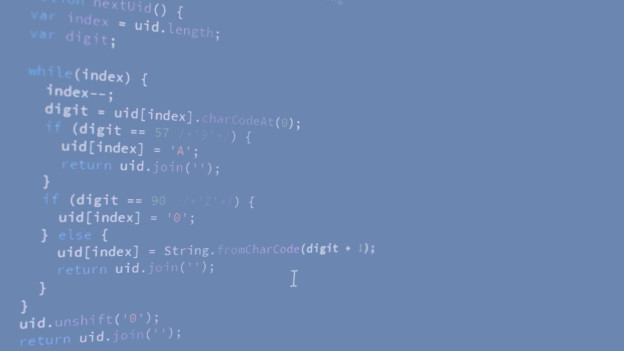 nextUid() {
var index = uid.length;
var digit;
while(index) {
index--;
digit = uid[index].charCodeAt(0);
if (digit == 57 /*'9'*/) {
uid[index] = 'A';
return uid.join('');
}
if (digit == 90 /*'Z'*/) {
uid[index] = '0';
} else {
uid[index] = String.fromCharCode(digit + 1);
return uid.join('');
}
}
uid.unshift('0');
return uid.join('');